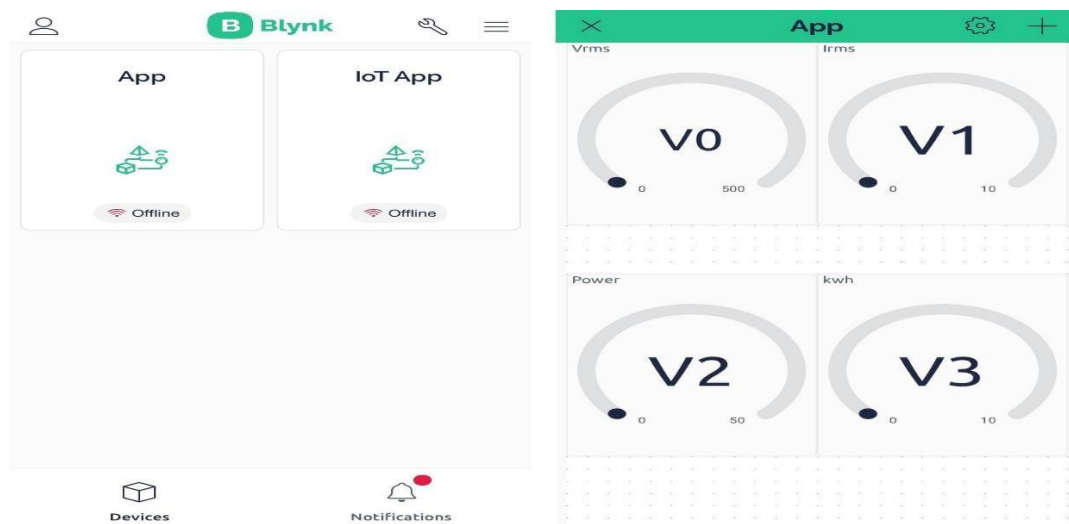 B Blynk
App
IoT App
Offline
Offline
Devices
Notifications
App
Vrms
Irms
V0
V1
0
500
0
10
Power
kwh
V2
V3
0
50
0
10